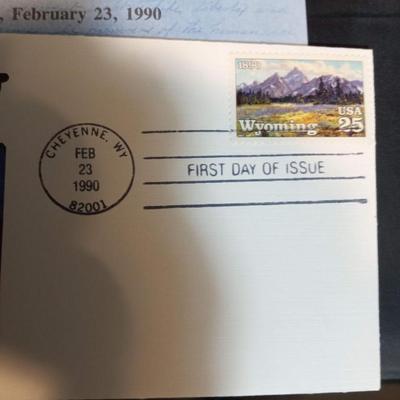 , February 23, 1990
1890
Wyoming
USA
25
CHEYENNE, WY
FEB
23
1990
82001
FIRST DAY OF ISSUE